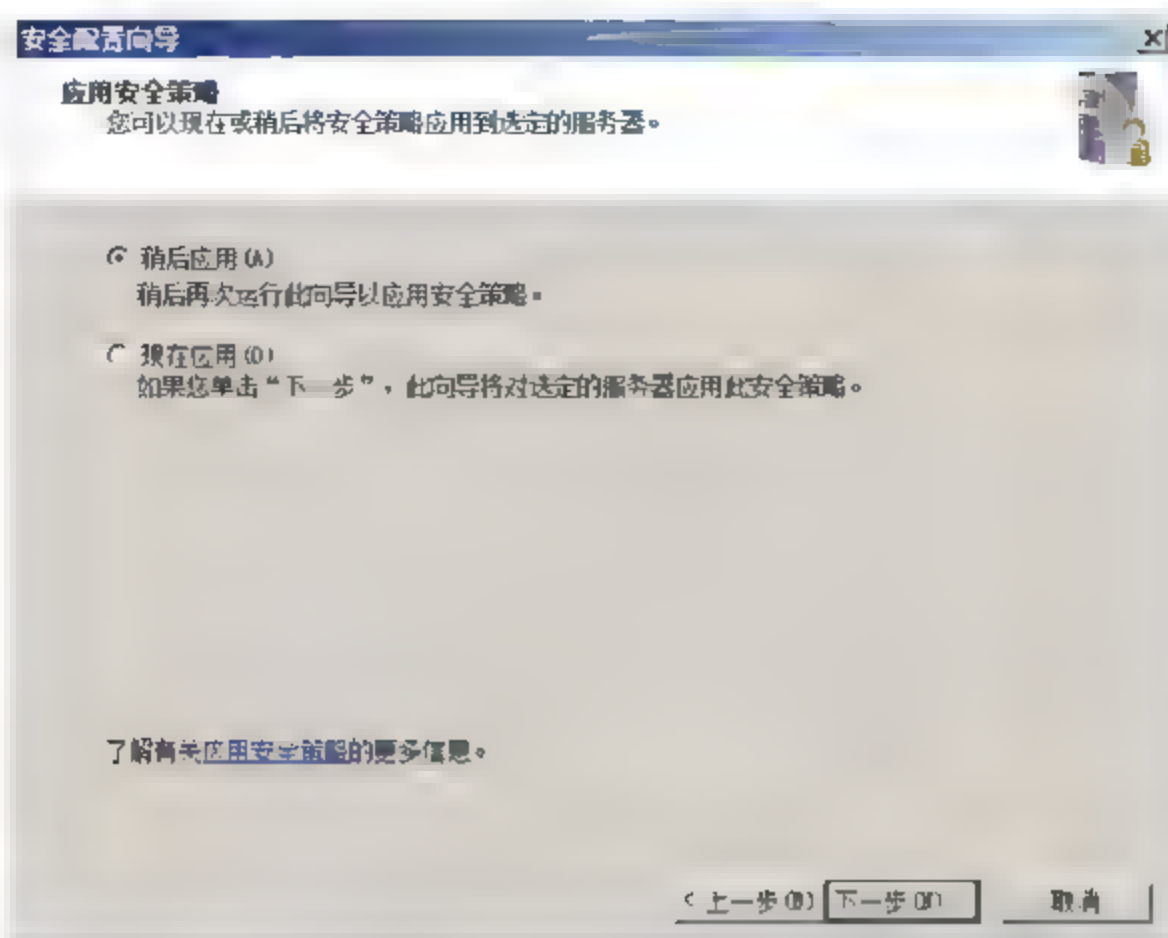 安全配置向导
应用安全策略
您可以现在或稍后将安全策略应用到选定的服务器。
稍后应用(A)
稍后再次运行此向导以应用安全策略。
现在应用(O)
如果您单击“下一步”，此向导将对选定的服务器应用此安全策略。
了解有关应用安全策略的更多信息。
< 上一步(B) 下一步(N) 取消